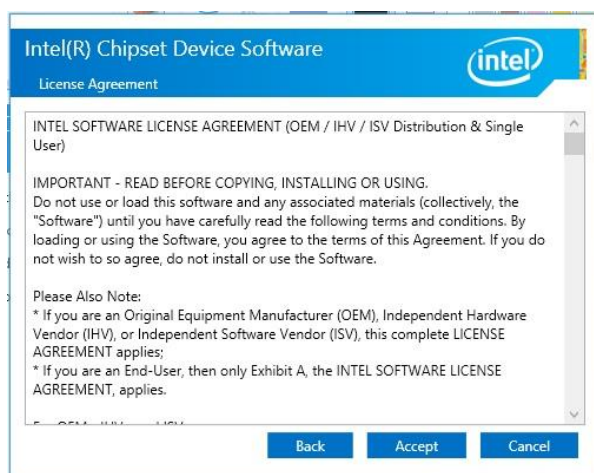 Intel(R) Chipset Device Software
intel
License Agreement
INTEL SOFTWARE LICENSE AGREEMENT (OEM / IHV / ISV Distribution & Single
User)
IMPORTANT - READ BEFORE COPYING, INSTALLING OR USING.
Do not use or load this software and any associated materials (collectively, the
"Software") until you have carefully read the following terms and conditions. By
loading or using the Software, you agree to the terms of this Agreement. If you do
not wish to so agree, do not install or use the Software.
Please Also Note:
* If you are an Original Equipment Manufacturer (OEM), Independent Hardware
Vendor (IHV), or Independent Software Vendor (ISV), this complete LICENSE
AGREEMENT applies;
* If you are an End-User, then only Exhibit A, the INTEL SOFTWARE LICENSE
AGREEMENT, applies.
Back Accept Cancel